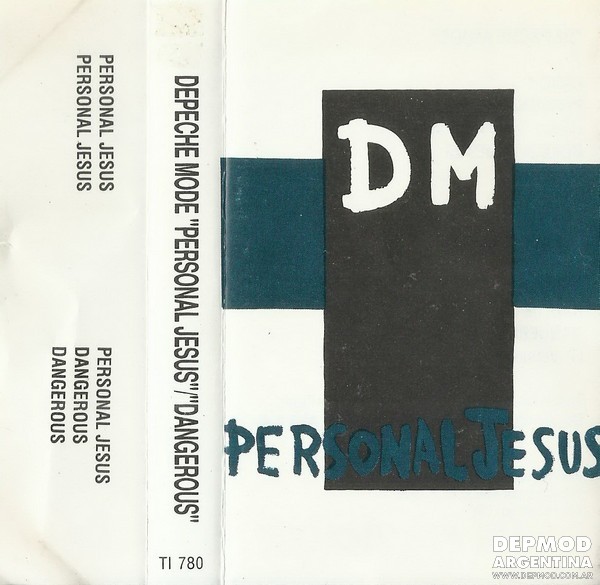 PERSONAL JESUS
PERSONAL JESUS
PERSONAL JESUS
DANGEROUS
DANGEROUS
DEPECHE MODE "PERSONAL JESUS"/"DANGEROUS"
TI 780
DM
PERSONAL JESUS
DEPMOD
ARGENTINA
WWW.DEPMOD.COM.AR